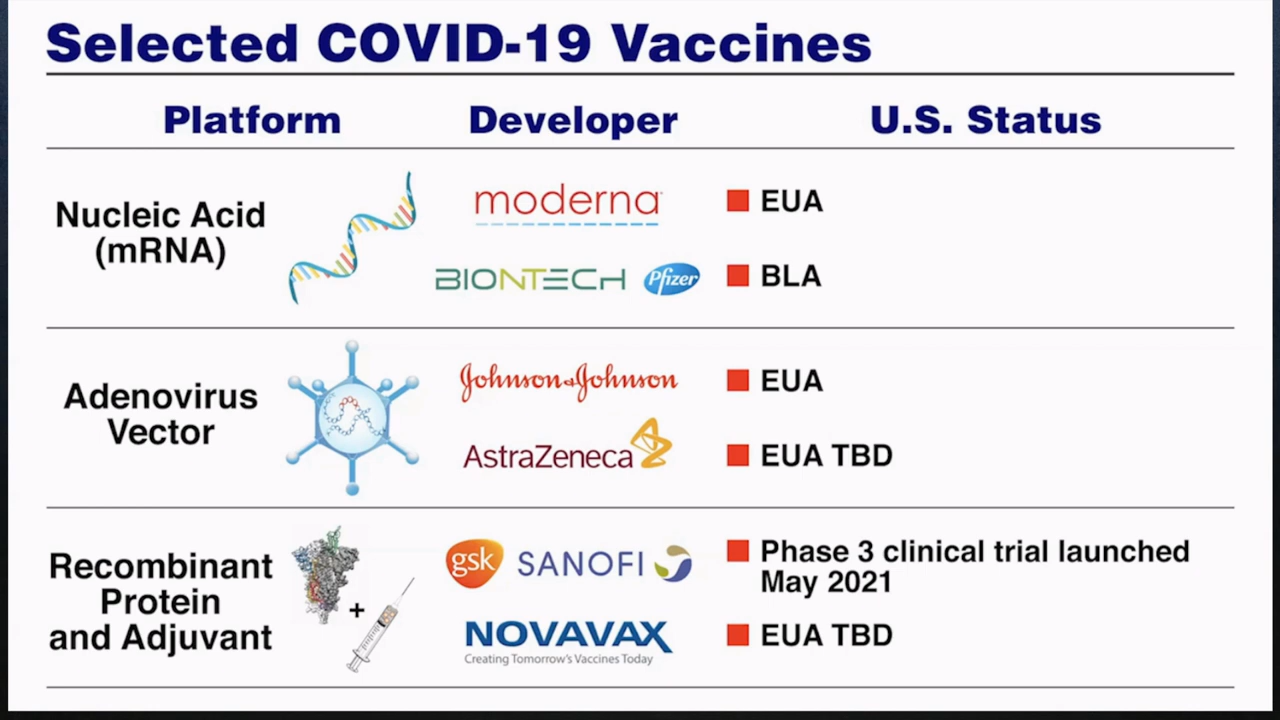 Selected COVID-19 Vaccines
Platform Developer U.S. Status
Nucleic Acid
(mRNA)
moderna
EUA
BIONTECH Pfizer
BLA
Adenovirus
Vector
Johnson&Johnson
EUA
AstraZeneca
EUA TBD
Recombinant
Protein
and Adjuvant
+
gsk SANOFI
Phase 3 clinical trial launched
May 2021
NOVAVAX
Creating Tomorrow's Vaccines Today
EUA TBD